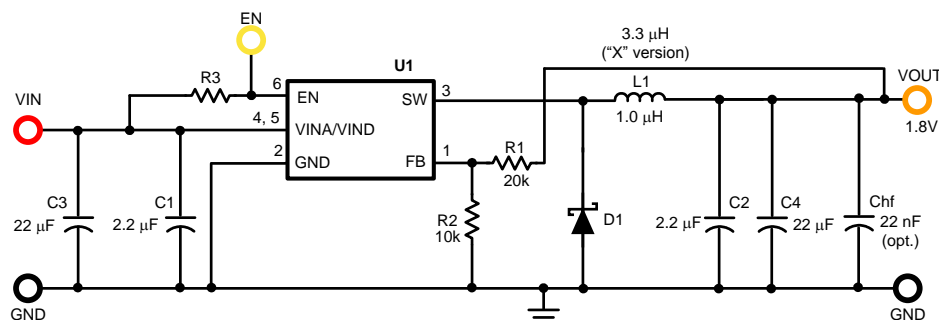 EN
3.3 µH
(“X” version)
U1
VOUT
VIN
R3
6
EN
SW
3
L1
1.0 µH
1.8V
4, 5
VINA/VIND
2
GND
FB
1
R1
20k
C3
22 µF
C1
2.2 µF
R2
10k
D1
C2
2.2 µF
C4
22 µF
Chf
22 nF
(opt.)
GND
GND